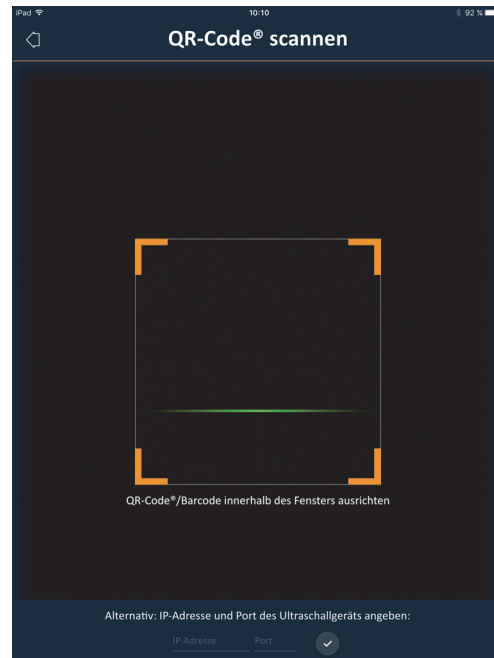 iPad
10:10
92 %
QR-Code® scannen
QR-Code®/Barcode innerhalb des Fensters ausrichten
Alternativ: IP-Adresse und Port des Ultraschallgeräts angeben:
IP-Adresse Port